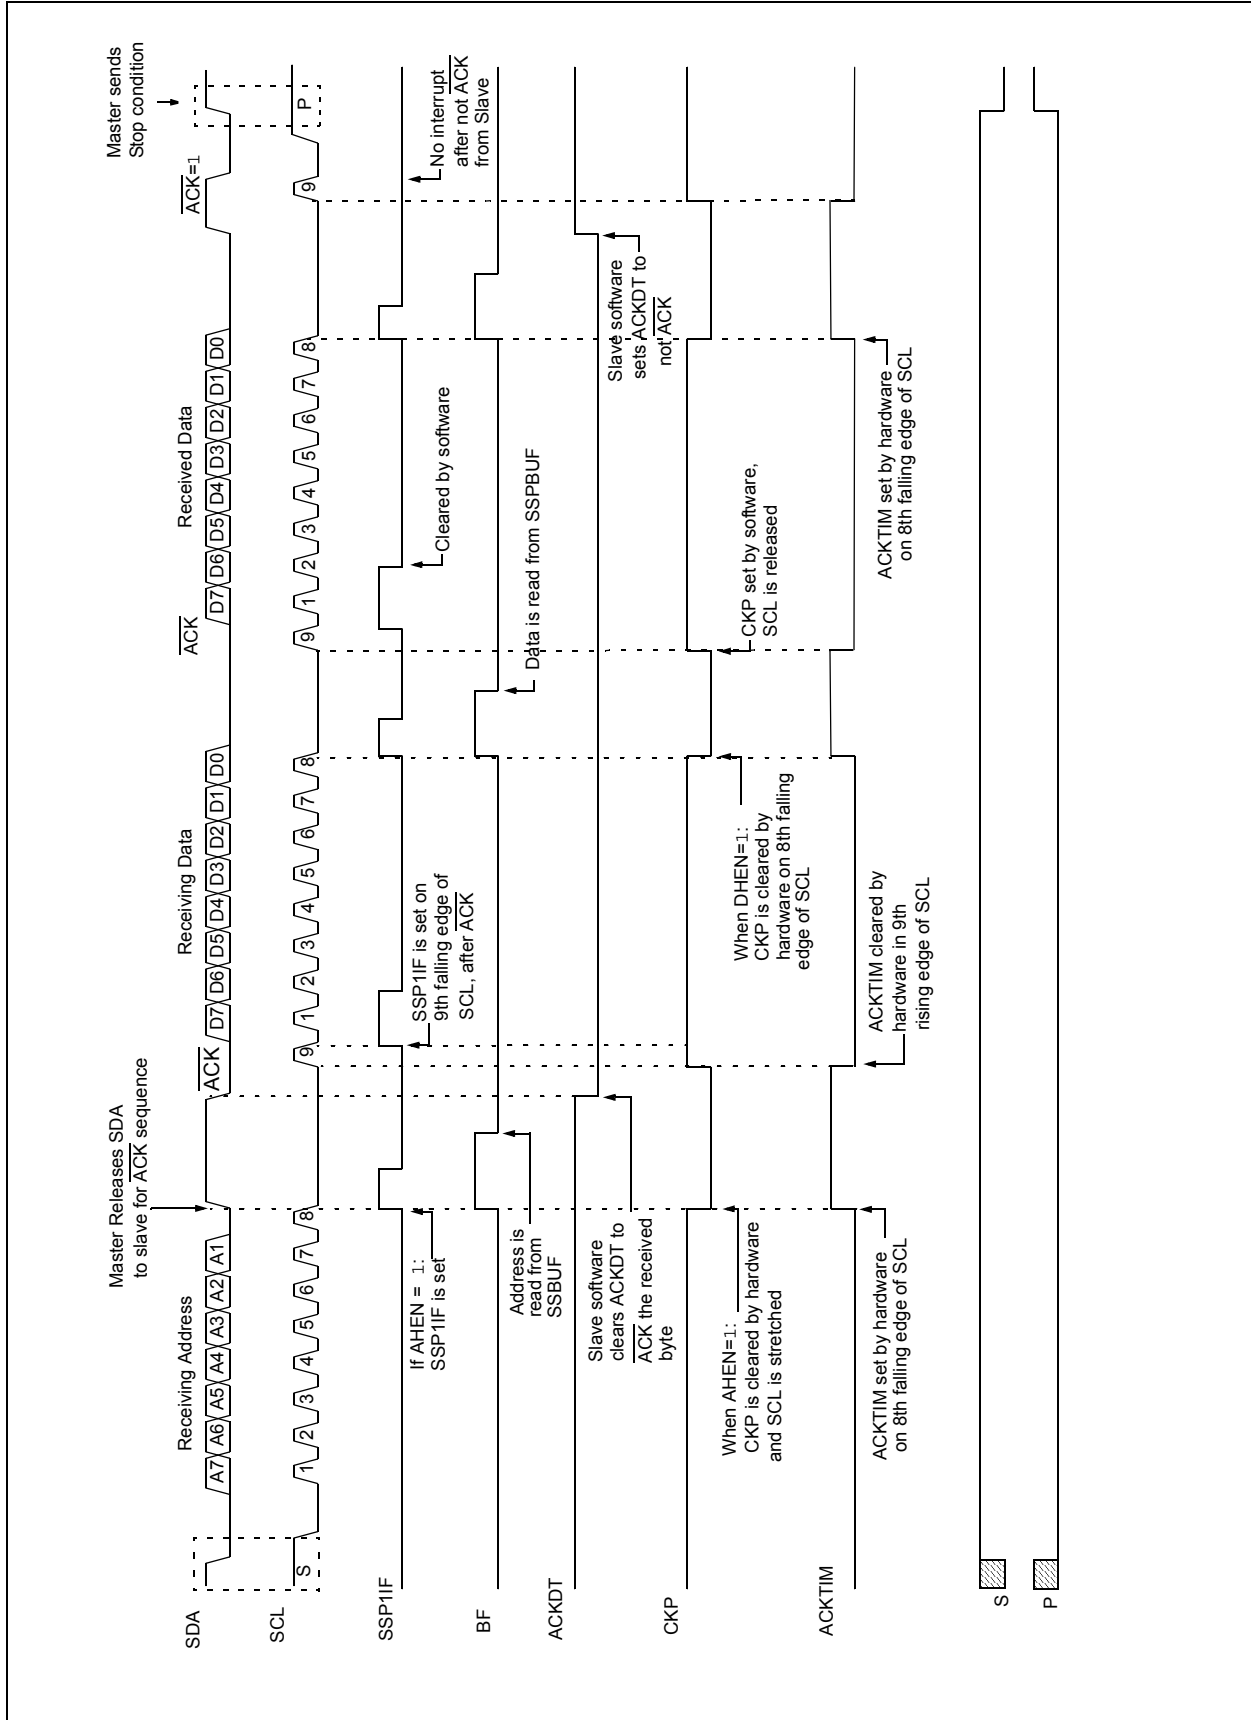 Master Releases SDA
to slave for ACK sequence
Master sends
Stop condition
Receiving Address
Receiving Data
Received Data
ACK
ACK
ACK=1
SDA
A7 A6 A5 A4 A3 A2 A1
D7 D6 D5 D4 D3 D2 D1 D0
D7 D6 D5 D4 D3 D2 D1 D0
SCL
S
1 2 3 4 5 6 7 8 9
1 2 3 4 5 6 7 8 9
1 2 3 4 5 6 7 8 9
P
SSP1IF
If AHEN = 1:
SSP1IF is set
SSP1IF is set on
9th falling edge of
SCL, after ACK
Cleared by software
No interrupt
after not ACK
from Slave
BF
Address is
read from
SSBUF
Data is read from SSPBUF
ACKDT
Slave software
clears ACKDT to
ACK the received
byte
Slave software
sets ACKDT to
not ACK
CKP
When AHEN=1:
CKP is cleared by hardware
and SCL is stretched
When DHEN=1:
CKP is cleared by
hardware on 8th falling
edge of SCL
CKP set by software,
SCL is released
ACKTIM
ACKTIM set by hardware
on 8th falling edge of SCL
ACKTIM cleared by
hardware in 9th
rising edge of SCL
ACKTIM set by hardware
on 8th falling edge of SCL
S
P